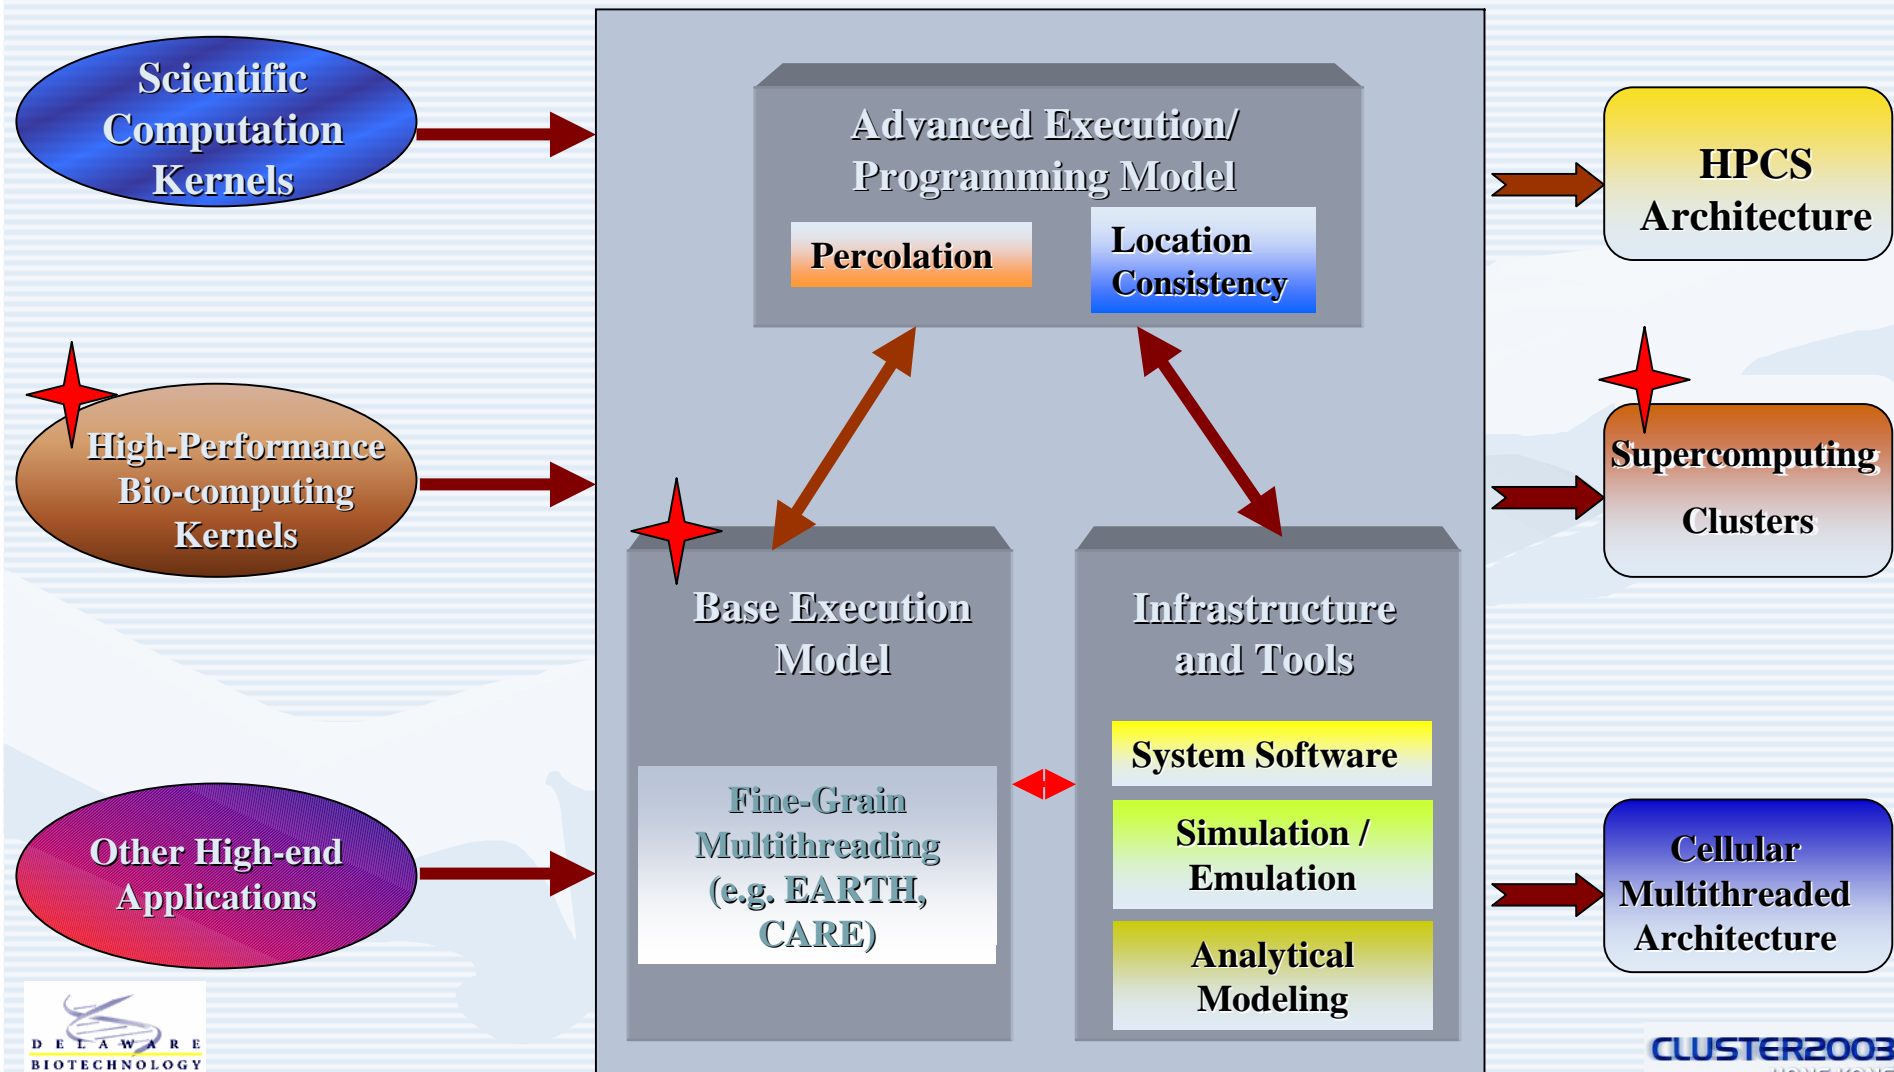 Scientific
Computation
Kernels
High-Performance
Bio-computing
Kernels
Other High-end
Applications
Advanced Execution/
Programming Model
Percolation
Location
Consistency
Base Execution
Model
Fine-Grain
Multithreading
(e.g. EARTH,
CARE)
Infrastructure
and Tools
System Software
Simulation /
Emulation
Analytical
Modeling
HPCS
Architecture
Supercomputing
Clusters
Cellular
Multithreaded
Architecture
DELAWARE
BIOTECHNOLOGY
CLUSTER2003